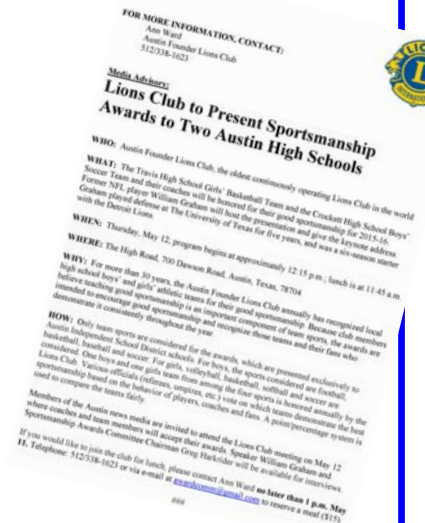 FOR MORE INFORMATION, CONTACT:
Ann Ward
Austin Founder Lions Club
512/338-1623
Media Advisory:
Lions Club to Present Sportsmanship
Awards to Two Austin High Schools
WHO: Austin Founder Lions Club, the oldest continuously operating Lions Club in the world
WHAT: The Travis High School Girls' Basketball Team and the Crockett High School Boys'
Soccer Team and their coaches will be honored for their good sportsmanship for 2015-16.
Former NFL player William Graham will host the presentation and give the keynote address.
Graham played defense at The University of Texas for five years, and was a six-season starter
with the Detroit Lions.
WHEN: Thursday, May 12, program begins at approximately 12:15 p.m.; lunch is at 11:45 a.m.
WHERE: The High Road, 700 Dawson Road, Austin, Texas, 78704
WHY: For more than 30 years, the Austin Founder Lions Club annually has recognized local
high school boys' and girls' athletic teams for their good sportsmanship. Because club members
believe teaching good sportsmanship is an important component of team sports, the awards are
intended to encourage good sportsmanship and recognize those teams and their fans who
demonstrate it consistently throughout the year.
HOW: Only team sports are considered for the awards, which are presented exclusively to
Austin Independent School District schools. For boys, the sports considered are football,
basketball, baseball and soccer. For girls, volleyball, basketball, softball and soccer are
considered. One boys and one girls team from among the four sports is honored annually by the
Lions Club. Various officials (referees, umpires, etc.) vote on which teams demonstrate the best
sportsmanship based on the behavior of players, coaches and fans. A point/percentage system is
used to compare the teams fairly.
Members of the Austin news media are invited to attend the Lions Club meeting on May 12
where coaches and team members will accept their awards. Speaker William Graham and
Sportsmanship Awards Committee Chairman Greg Harkrider will be available for interviews.
If you would like to join the club for lunch, please contact Ann Ward no later than 1 p.m. May
11. Telephone: 512/338-1623 or via e-mail at awardcomm@gmail.com to reserve a meal ($15).
###